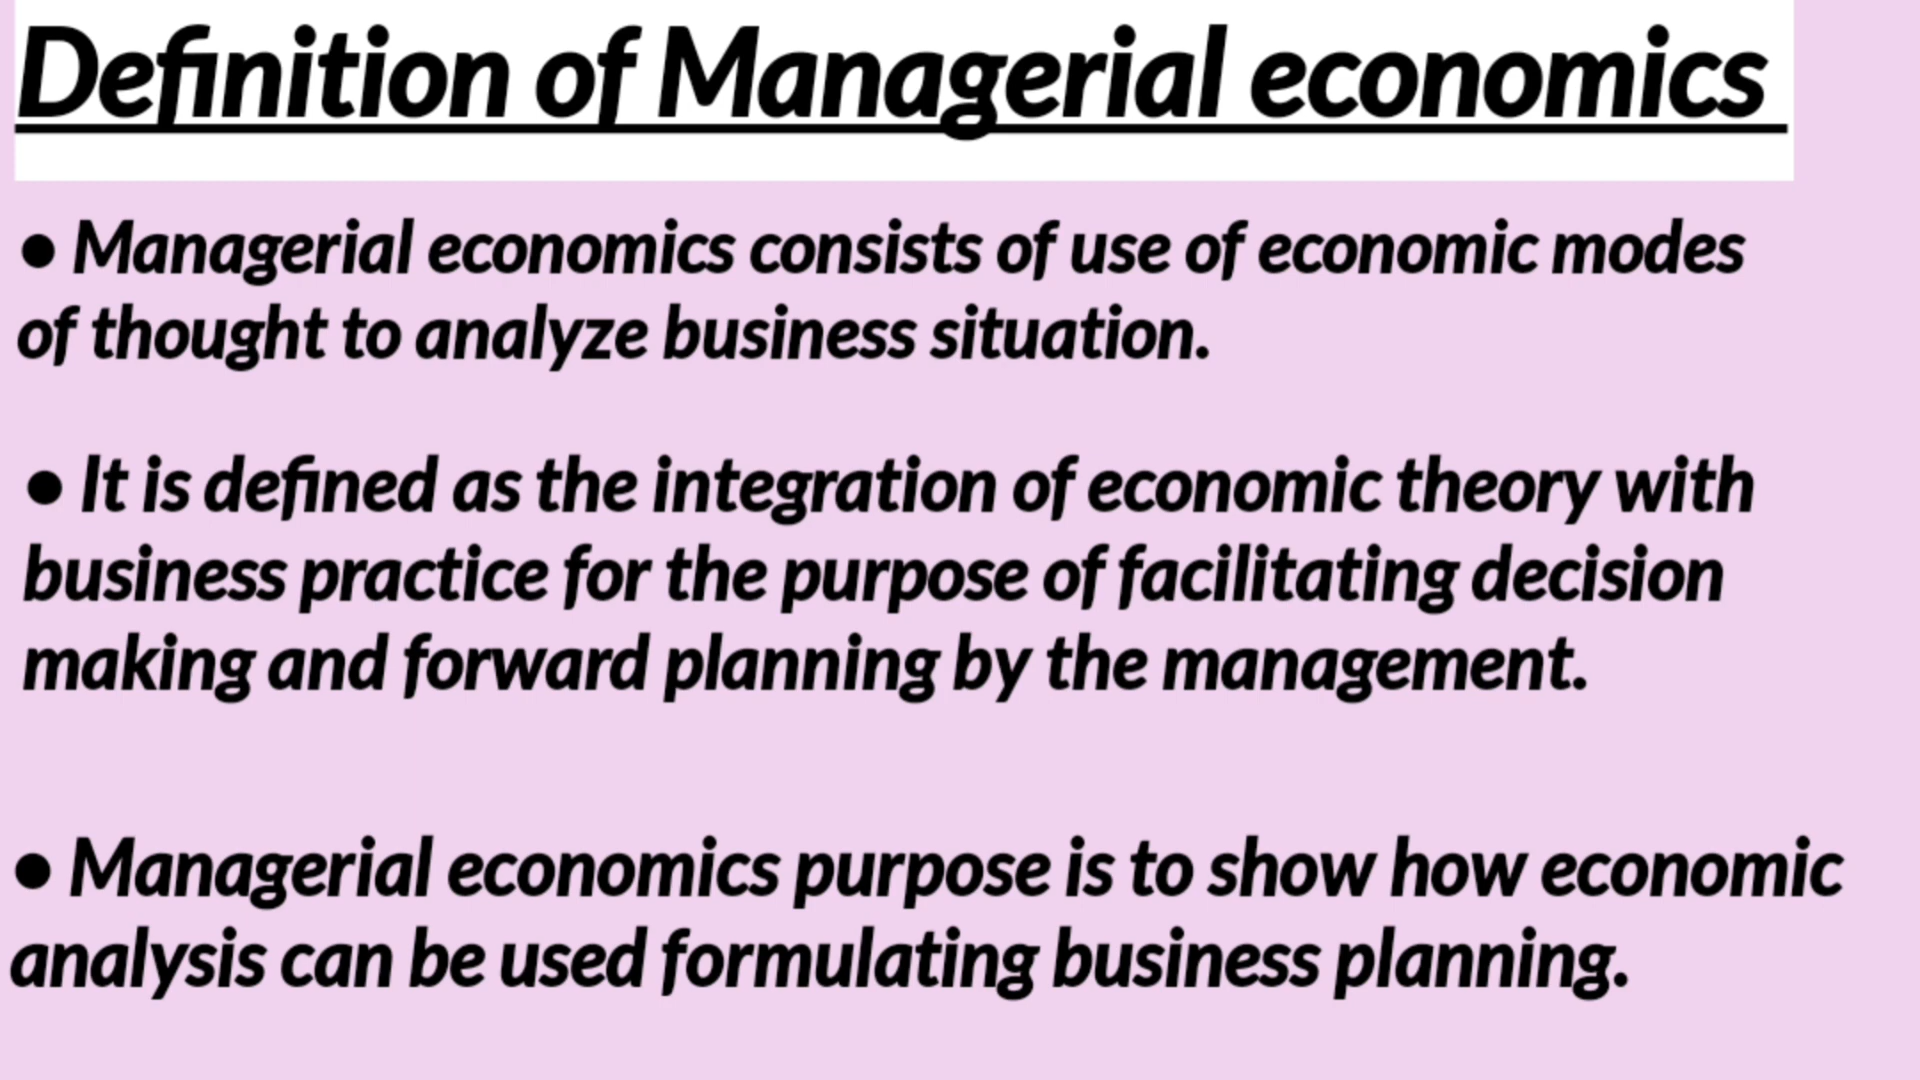 Definition of Managerial economics
● Managerial economics consists of use of economic modes
of thought to analyze business situation.
● It is defined as the integration of economic theory with
business practice for the purpose of facilitating decision
making and forward planning by the management.
● Managerial economics purpose is to show how economic
analysis can be used formulating business planning.